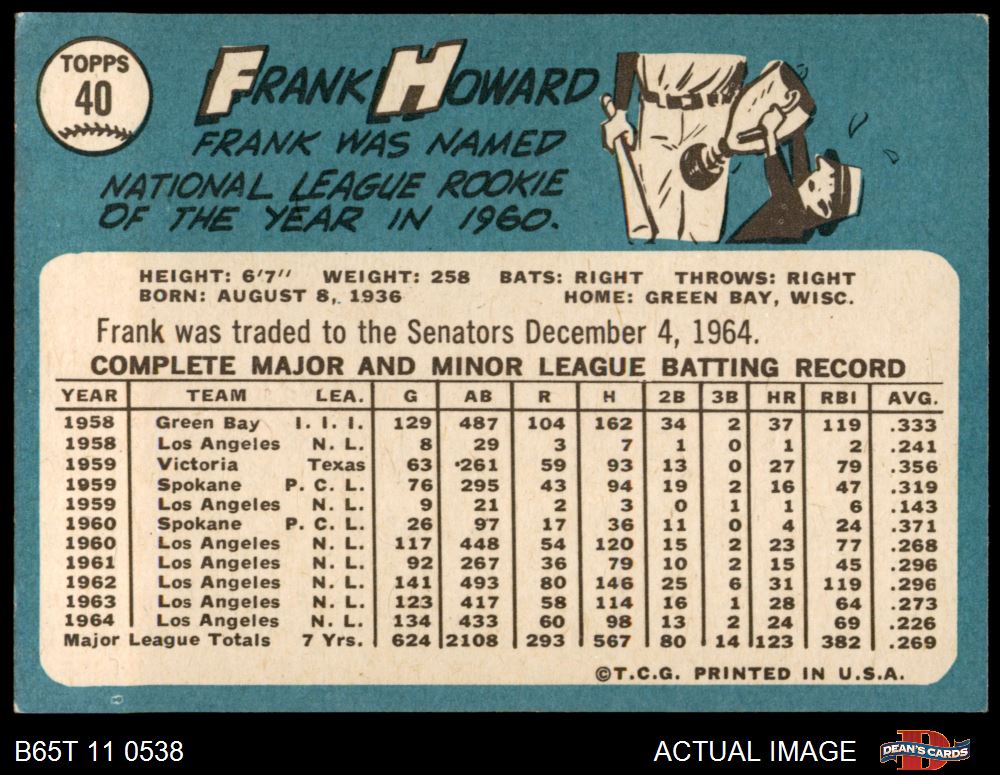 TOPPS
40
FRANK HOWARD
FRANK WAS NAMED
NATIONAL LEAGUE ROOKIE
OF THE YEAR IN 1960.
HEIGHT: 6'7" WEIGHT: 258 BATS: RIGHT THROWS: RIGHT
BORN: AUGUST 8, 1936 HOME: GREEN BAY, WISC.
Frank was traded to the Senators December 4, 1964.
COMPLETE MAJOR AND MINOR LEAGUE BATTING RECORD
YEAR TEAM LEA. G AB R H 2B 3B HR RBI AVG.
1958 Green Bay I. I. I. 129 487 104 162 34 2 37 119 .333
1958 Los Angeles N. L. 8 29 3 7 1 0 1 2 .241
1959 Victoria Texas 63 261 59 93 13 0 27 79 .356
1959 Spokane P. C. L. 76 295 43 94 19 2 16 47 .319
1959 Los Angeles N. L. 9 21 2 3 0 1 1 6 .143
1960 Spokane P. C. L. 26 97 17 36 11 0 4 24 .371
1960 Los Angeles N. L. 117 448 54 120 15 2 23 77 .268
1961 Los Angeles N. L. 92 267 36 79 10 2 15 45 .296
1962 Los Angeles N. L. 141 493 80 146 25 6 31 119 .296
1963 Los Angeles N. L. 123 417 58 114 16 1 28 64 .273
1964 Los Angeles N. L. 134 433 60 98 13 2 24 69 .226
Major League Totals 7 Yrs. 624 2108 293 567 80 14 123 382 .269
©T.C.G. PRINTED IN U.S.A.
B65T 11 0538 ACTUAL IMAGE DEAN'S CARDS